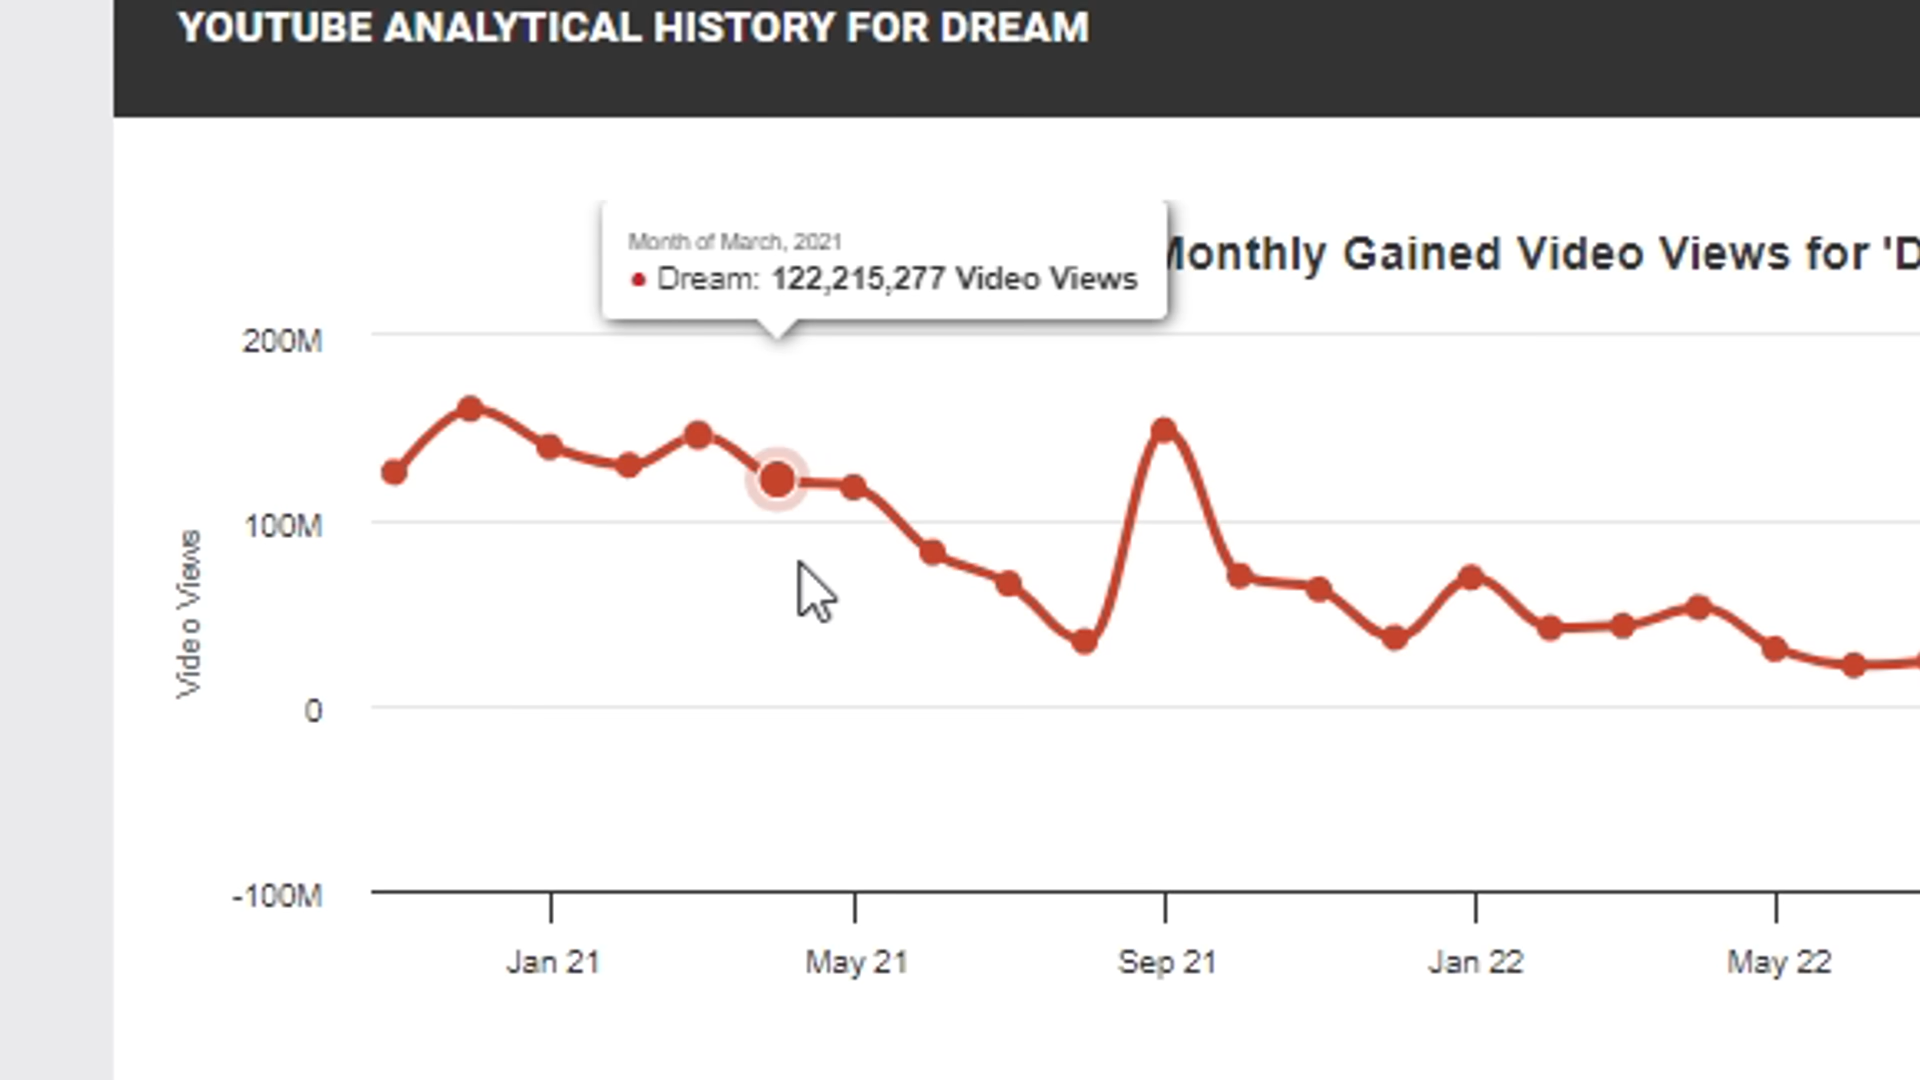 YOUTUBE ANALYTICAL HISTORY FOR DREAM
Month of March, 2021
Dream: 122,215,277 Video Views
Monthly Gained Video Views for 'D
200M
100M
0
-100M
Video Views
Jan 21
May 21
Sep 21
Jan 22
May 22